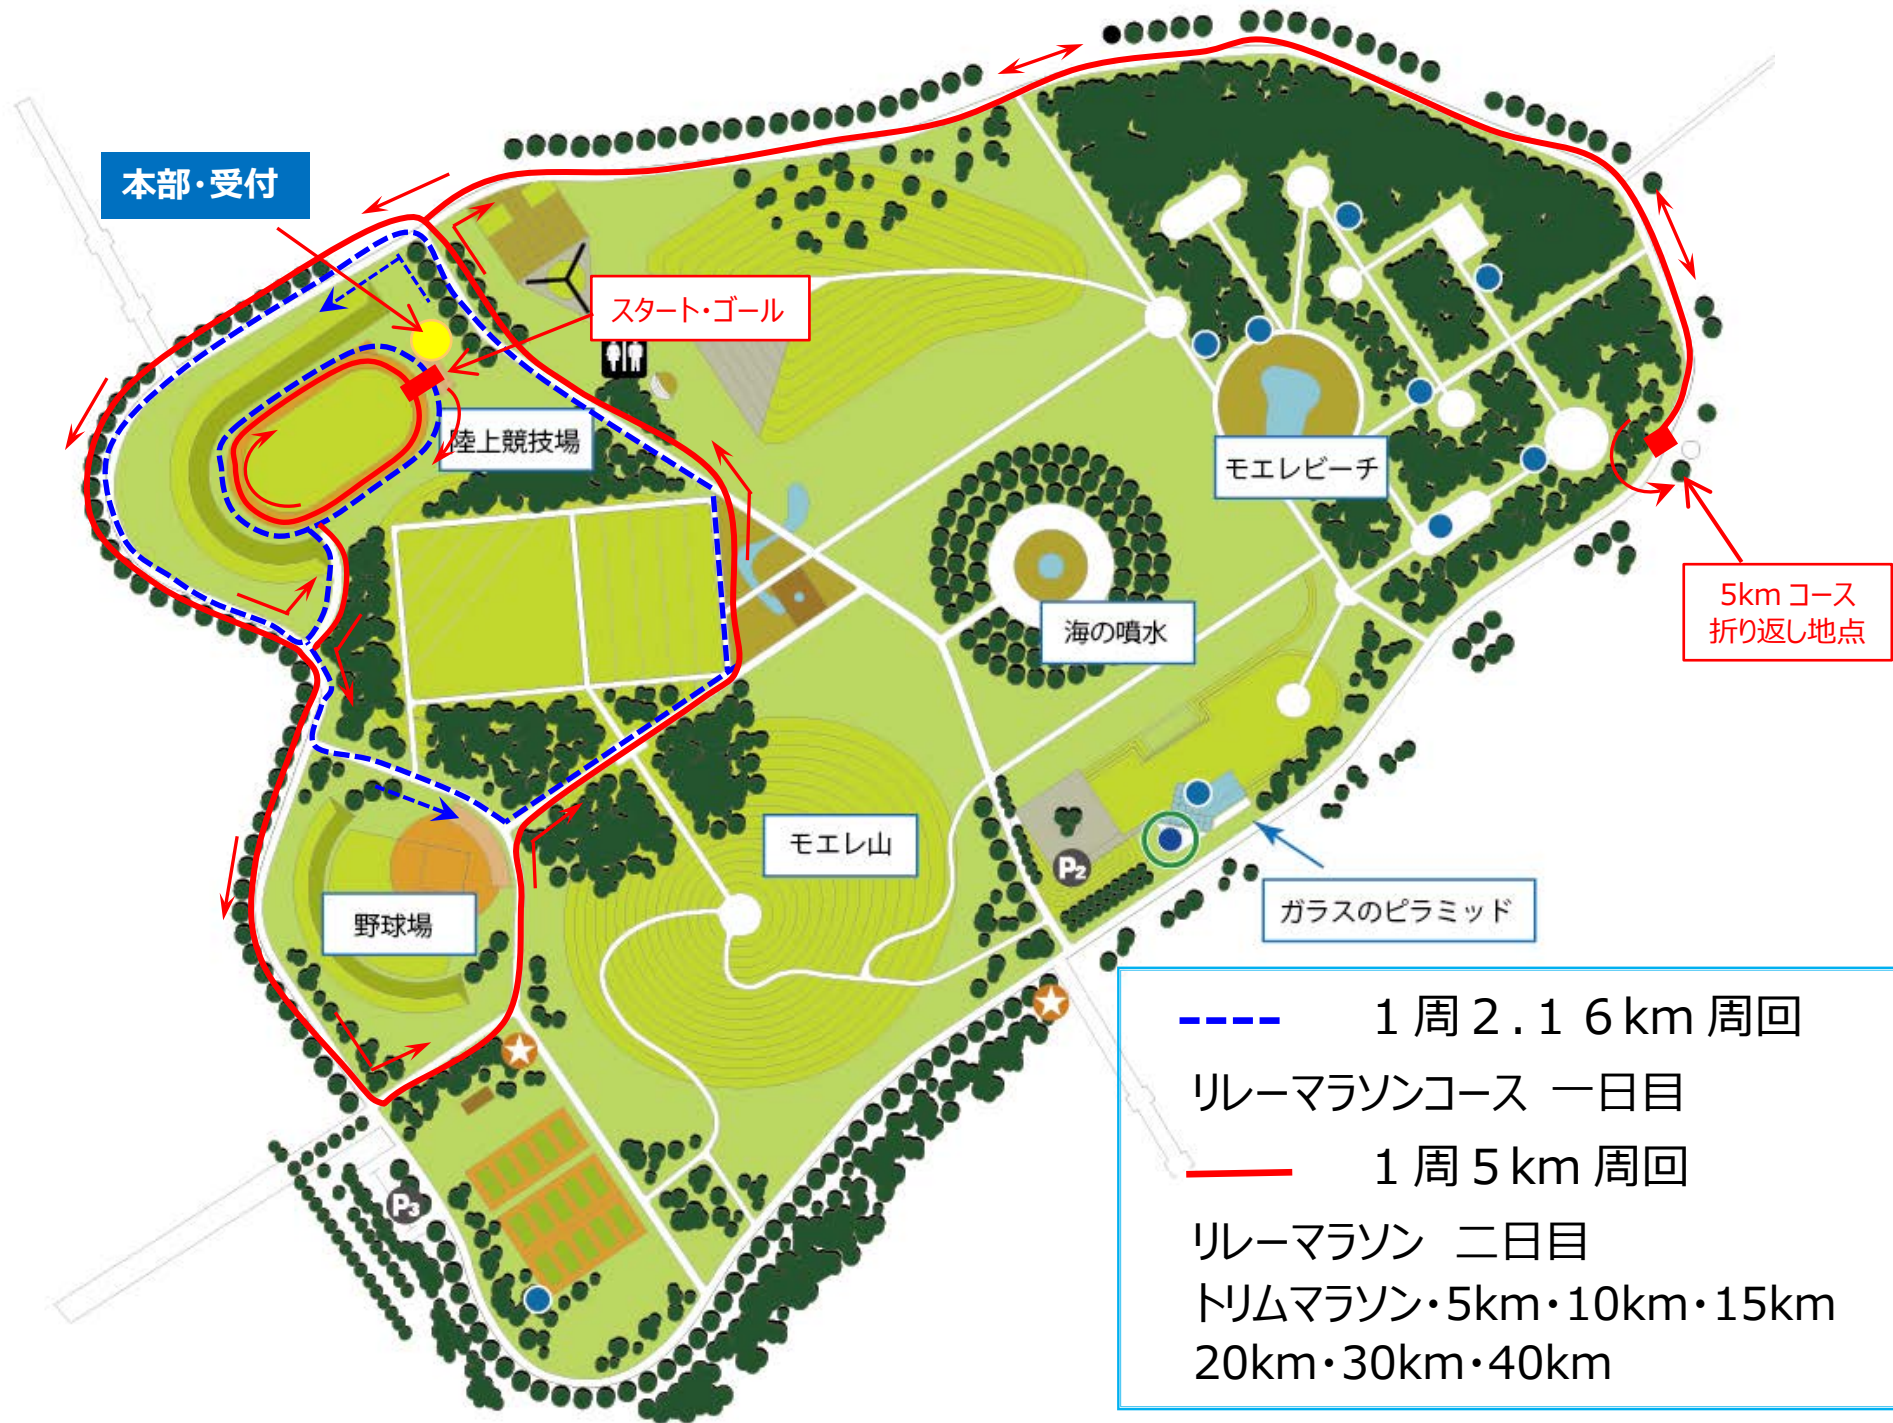 本部・受付
スタート・ゴール
陸上競技場
モエレビーチ
5km コース
折り返し地点
海の噴水
モエレ山
P2
野球場
ガラスのピラミッド
P3
１周２.１６km 周回
リレーマラソンコース 一日目
１周５km 周回
リレーマラソン 二日目
トリムマラソン・5km・10km・15km
20km・30km・40km